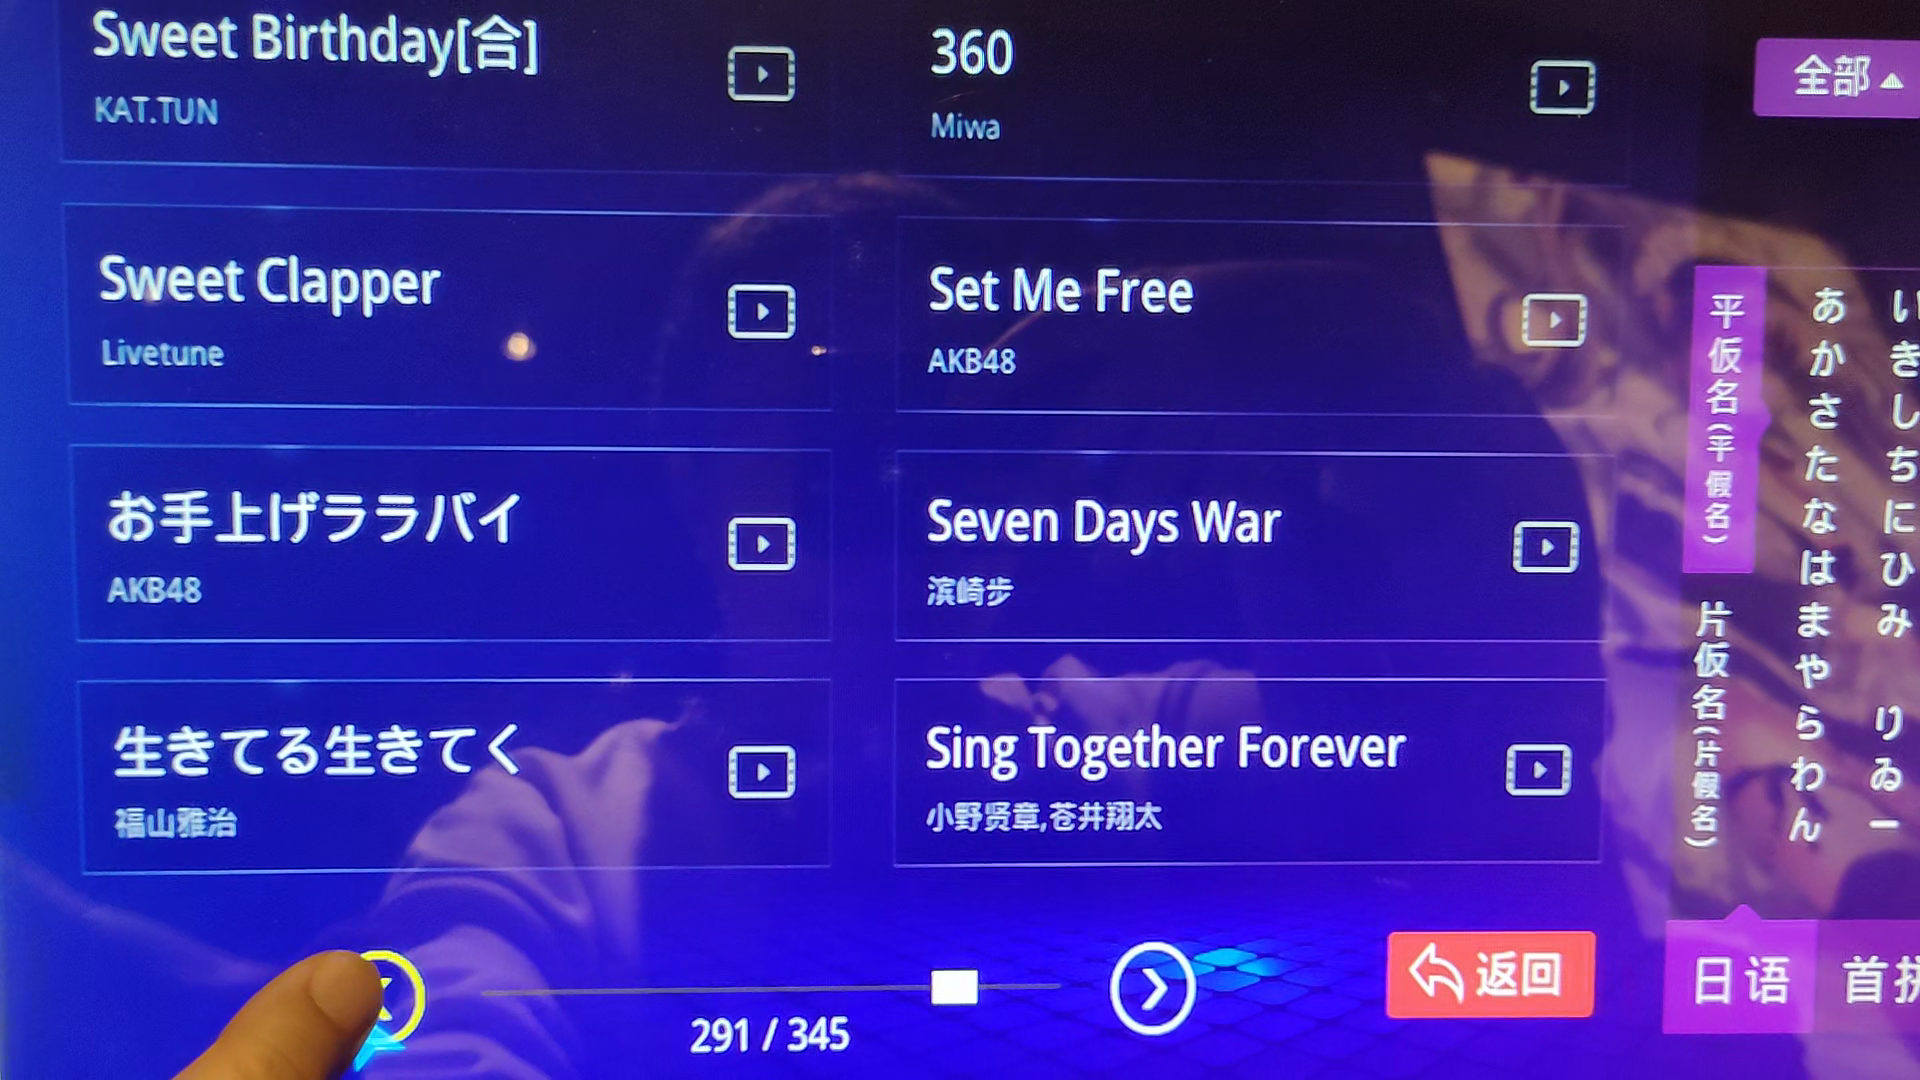 Sweet Birthday[合]
KAT.TUN
360
Miwa
全部
Sweet Clapper
Livetune
Set Me Free
AKB48
お手上げララバイ
AKB48
Seven Days War
滨崎步
生きてる生きてく
福山雅治
Sing Together Forever
小野贤章,苍井翔太
平仮名(平假名)
片仮名(片假名)
あかさたなはまやらわん
いきしちにひみ りゐー
291 / 345
返回
日语
首拼